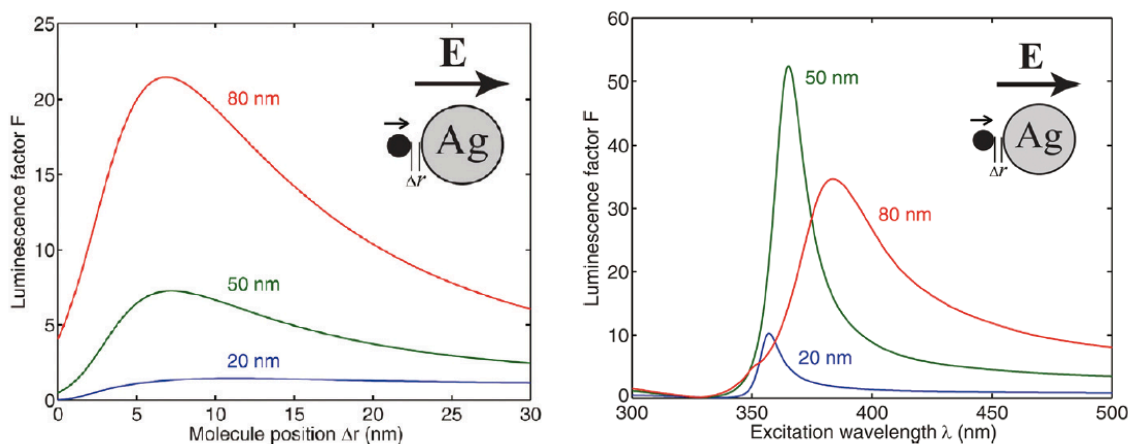 25
20
15
10
5
0
Luminescence factor F
80 nm
50 nm
20 nm
E
Ag
Δr
0 5 10 15 20 25 30
Molecule position Δr (nm)
60
50
40
30
20
10
0
Luminescence factor F
50 nm
80 nm
20 nm
E
Ag
Δr
300 350 400 450 500
Excitation wavelength λ (nm)